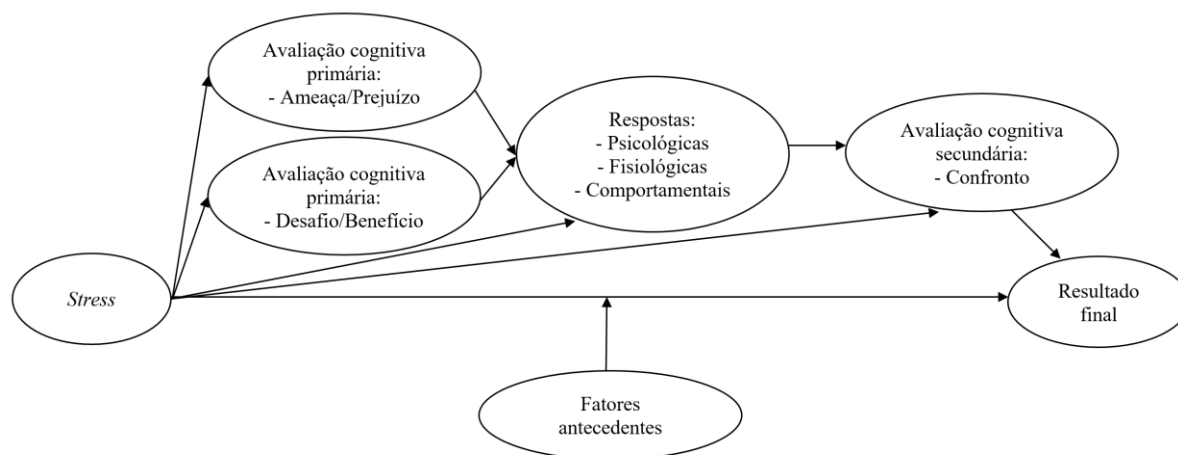 Avaliação cognitiva
primária:
- Ameaça/Prejuízo
Avaliação cognitiva
primária:
- Desafio/Benefício
Respostas:
- Psicológicas
- Fisiológicas
- Comportamentais
Avaliação cognitiva
secundária:
- Confronto
Stress
Resultado
final
Fatores
antecedentes